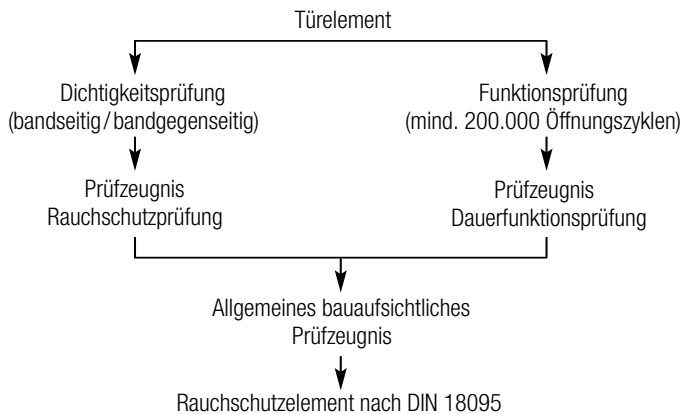 Türelement
Dichtigkeitsprüfung
(bandseitig/bandgegenseitig)
Funktionsprüfung
(mind. 200.000 Öffnungszyklen)
Prüfzeugnis
Rauchschutzprüfung
Prüfzeugnis
Dauerfunktionsprüfung
Allgemeines bauaufsichtliches
Prüfzeugnis
Rauchschutzelement nach DIN 18095